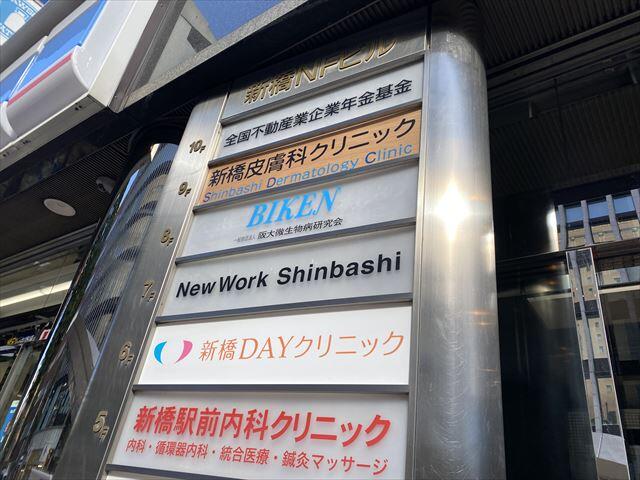 新橋NFビル
10F
全国不動産業企業年金基金
9F
新橋皮膚科クリニック
Shinbashi Dermatology Clinic
8F
BIKEN
一般財団法人 阪大微生物病研究会
7F
New Work Shinbashi
6F
新橋DAYクリニック
5F
新橋駅前内科クリニック
内科・循環器内科・統合医療・鍼灸マッサージ